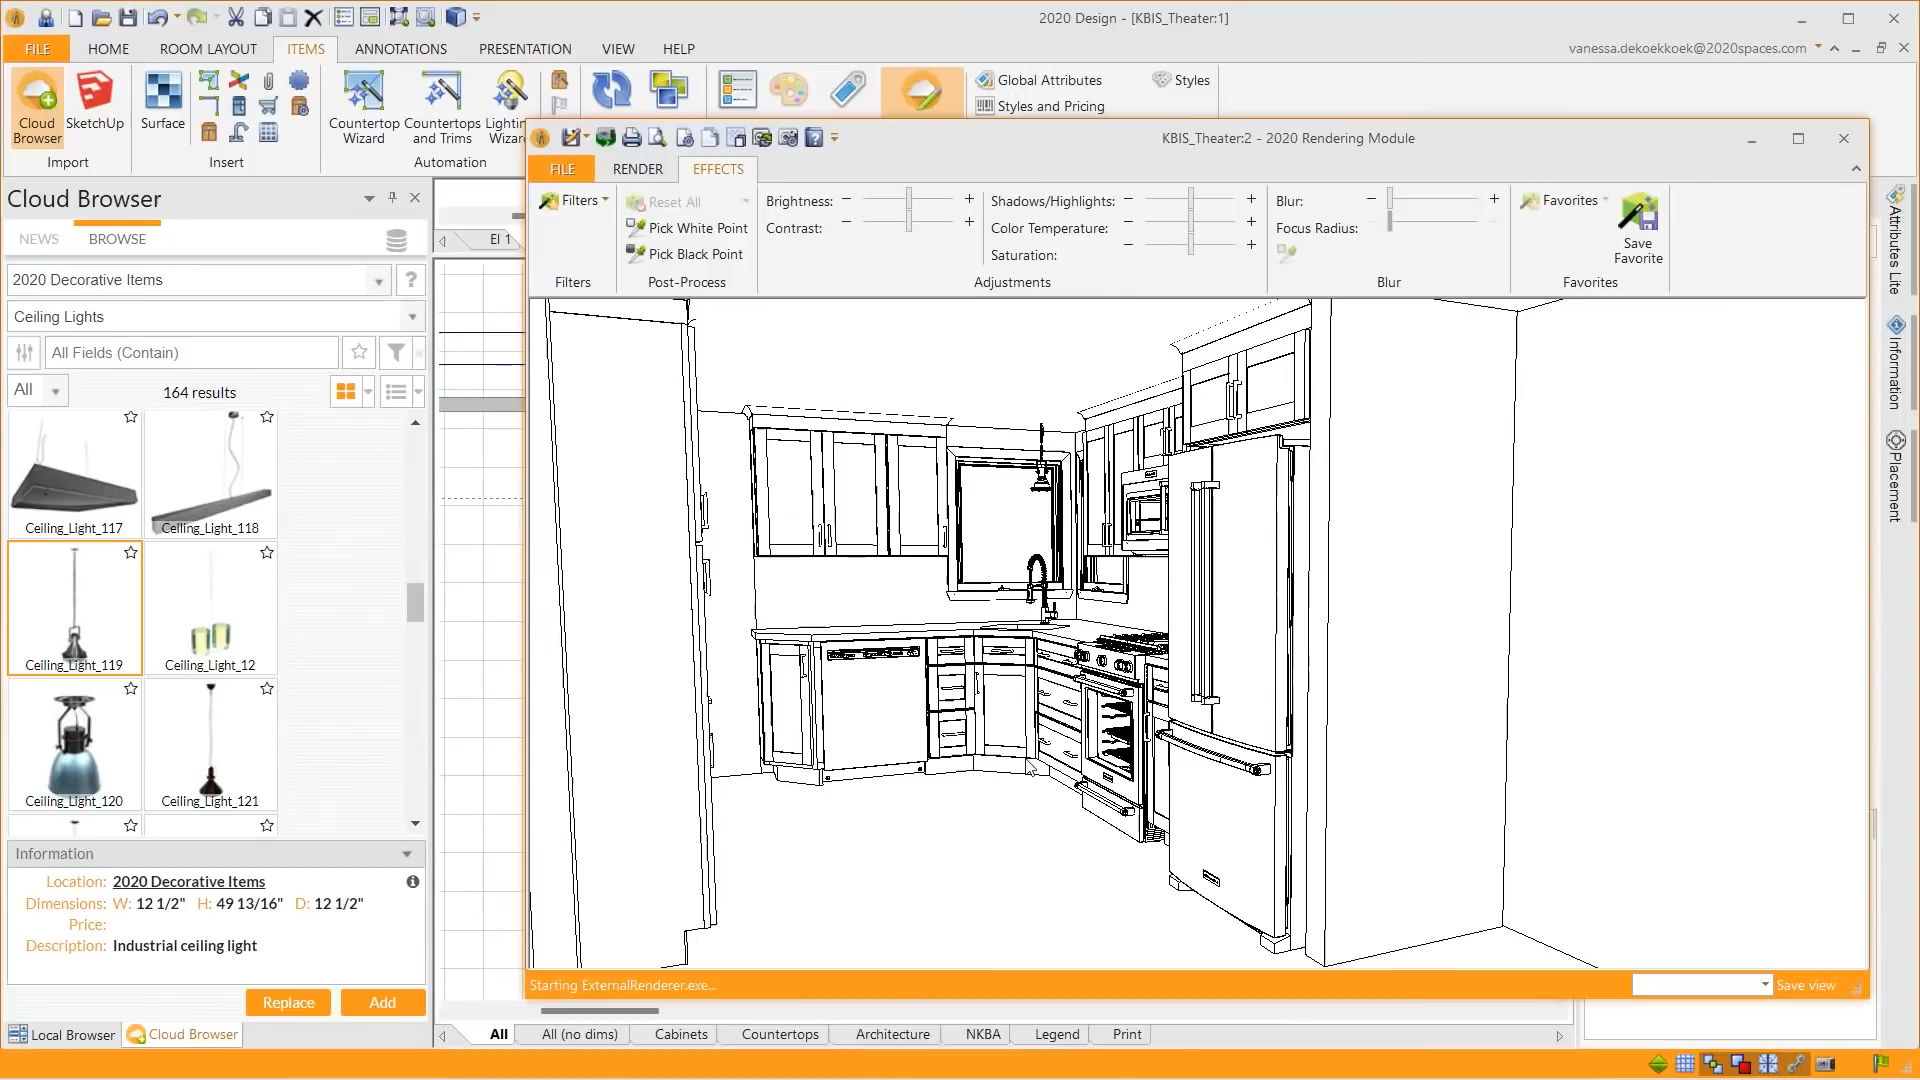 2020 Design - [KBIS_Theater:1]
FILE HOME ROOM LAYOUT ITEMS ANNOTATIONS PRESENTATION VIEW HELP
vanessa.dekoekkoek@2020spaces.com
Cloud Browser
SketchUp
Surface
Countertop Wizard
Countertops and Trims
Global Attributes
Styles and Pricing
Styles
Import
Insert
Automation
Cloud Browser
NEWS BROWSE
2020 Decorative Items
?
Ceiling Lights
All Fields (Contain)
All
164 results
Ceiling_Light_117
Ceiling_Light_118
Ceiling_Light_119
Ceiling_Light_12
Ceiling_Light_120
Ceiling_Light_121
Information
Location: 2020 Decorative Items
Dimensions: W: 12 1/2" H: 49 13/16" D: 12 1/2"
Price:
Description: Industrial ceiling light
Replace
Add
Local Browser
Cloud Browser
El 1
KBIS_Theater:2 - 2020 Rendering Module
FILE RENDER EFFECTS
Filters
Filters
Reset All
Pick White Point
Pick Black Point
Post-Process
Brightness:
Contrast:
Shadows/Highlights:
Color Temperature:
Saturation:
Adjustments
Blur:
Focus Radius:
Blur
Favorites
Save Favorite
Favorites
Starting ExternalRenderer.exe...
Save view
All
All (no dims)
Cabinets
Countertops
Architecture
NKBA
Legend
Print
Attributes Lite
Information
Placement